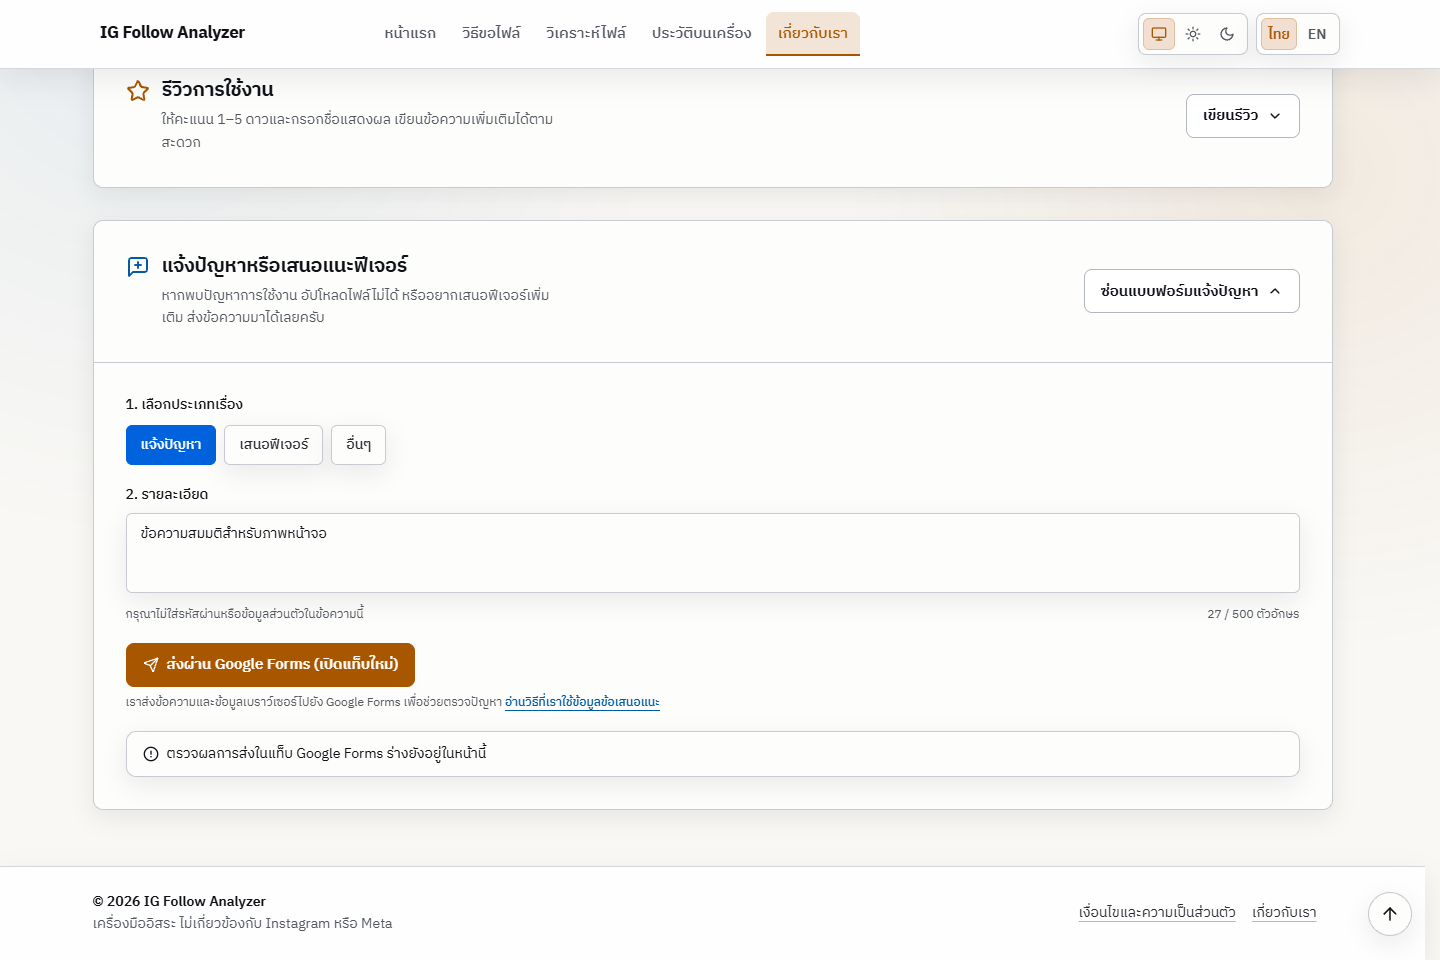 IG Follow Analyzer
หน้าแรก
วิธีขอไฟล์
วิเคราะห์ไฟล์
ประวัติบนเครื่อง
เกี่ยวกับเรา
ไทย
EN
รีวิวการใช้งาน
ให้คะแนน 1–5 ดาวและกรอกชื่อแสดงผล เขียนข้อความเพิ่มเติมได้ตาม
สะดวก
เขียนรีวิว
แจ้งปัญหาหรือเสนอแนะฟีเจอร์
หากพบปัญหาการใช้งาน อัปโหลดไฟล์ไม่ได้ หรืออยากเสนอฟีเจอร์เพิ่ม
เติม ส่งข้อความมาได้เลยครับ
ซ่อนแบบฟอร์มแจ้งปัญหา
1. เลือกประเภทเรื่อง
แจ้งปัญหา
เสนอฟีเจอร์
อื่นๆ
2. รายละเอียด
ข้อความสมมติสำหรับภาพหน้าจอ
กรุณาไม่ใส่รหัสผ่านหรือข้อมูลส่วนตัวในข้อความนี้
27 / 500 ตัวอักษร
ส่งผ่าน Google Forms (เปิดแท็บใหม่)
เราส่งข้อความและข้อมูลเบราว์เซอร์ไปยัง Google Forms เพื่อช่วยตรวจปัญหา อ่านวิธีที่เราใช้ข้อมูลข้อเสนอแนะ
ตรวจผลการส่งในแท็บ Google Forms ร่างยังอยู่ในหน้านี้
© 2026 IG Follow Analyzer
เครื่องมืออิสระ ไม่เกี่ยวข้องกับ Instagram หรือ Meta
เงื่อนไขและความเป็นส่วนตัว
เกี่ยวกับเรา